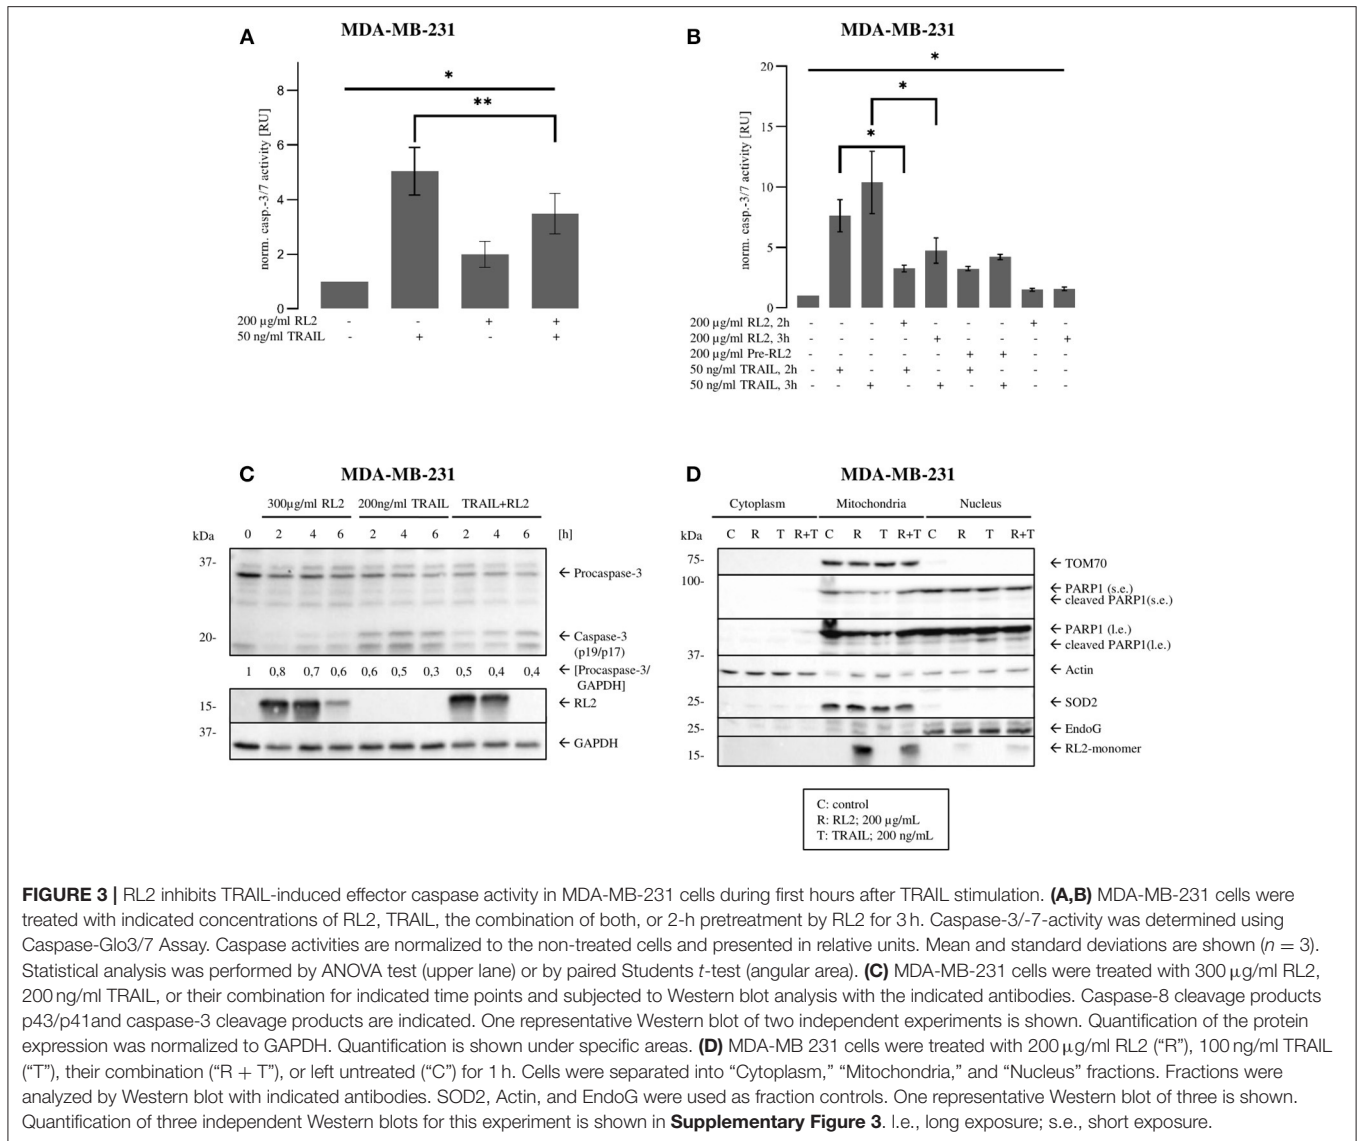 A
MDA-MB-231
norm. casp.-3/7 activity [RU]
8
6
4
2
0
*
**
200 µg/ml RL2 - - + +
50 ng/ml TRAIL - + - +
B
MDA-MB-231
norm. casp.-3/7 activity [RU]
20
15
10
5
0
*
*
*
200 µg/ml RL2, 2h - - - + - - - + -
200 µg/ml RL2, 3h - - - - + - - - +
200 µg/ml Pre-RL2 - - - - - + + - -
50 ng/ml TRAIL, 2h - + - + - + - - -
50 ng/ml TRAIL, 3h - - + - + - + - -
C
MDA-MB-231
300µg/ml RL2 200ng/ml TRAIL TRAIL+RL2
kDa 0 2 4 6 2 4 6 2 4 6 [h]
37-
← Procaspase-3
20-
← Caspase-3
(p19/p17)
1 0,8 0,7 0,6 0,6 0,5 0,3 0,5 0,4 0,4 ← [Procaspase-3/
GAPDH]
15- ← RL2
37-
← GAPDH
D
MDA-MB-231
Cytoplasm Mitochondria Nucleus
kDa C R T R+T C R T R+T C R T R+T
75- ← TOM70
100-
← PARP1 (s.e.)
← cleaved PARP1(s.e.)
← PARP1 (l.e.)
← cleaved PARP1(l.e.)
37-
← Actin
25- ← SOD2
25- ← EndoG
← RL2-monomer
15-
C: control
R: RL2; 200 µg/mL
T: TRAIL; 200 ng/mL
FIGURE 3 | RL2 inhibits TRAIL-induced effector caspase activity in MDA-MB-231 cells during first hours after TRAIL stimulation. (A,B) MDA-MB-231 cells were
treated with indicated concentrations of RL2, TRAIL, the combination of both, or 2-h pretreatment by RL2 for 3 h. Caspase-3/-7-activity was determined using
Caspase-Glo3/7 Assay. Caspase activities are normalized to the non-treated cells and presented in relative units. Mean and standard deviations are shown (n = 3).
Statistical analysis was performed by ANOVA test (upper lane) or by paired Students t-test (angular area). (C) MDA-MB-231 cells were treated with 300 µg/ml RL2,
200 ng/ml TRAIL, or their combination for indicated time points and subjected to Western blot analysis with the indicated antibodies. Caspase-8 cleavage products
p43/p41and caspase-3 cleavage products are indicated. One representative Western blot of two independent experiments is shown. Quantification of the protein
expression was normalized to GAPDH. Quantification is shown under specific areas. (D) MDA-MB 231 cells were treated with 200 µg/ml RL2 (“R”), 100 ng/ml TRAIL
(“T”), their combination (“R + T”), or left untreated (“C”) for 1 h. Cells were separated into “Cytoplasm,” “Mitochondria,” and “Nucleus” fractions. Fractions were
analyzed by Western blot with indicated antibodies. SOD2, Actin, and EndoG were used as fraction controls. One representative Western blot of three is shown.
Quantification of three independent Western blots for this experiment is shown in Supplementary Figure 3. l.e., long exposure; s.e., short exposure.